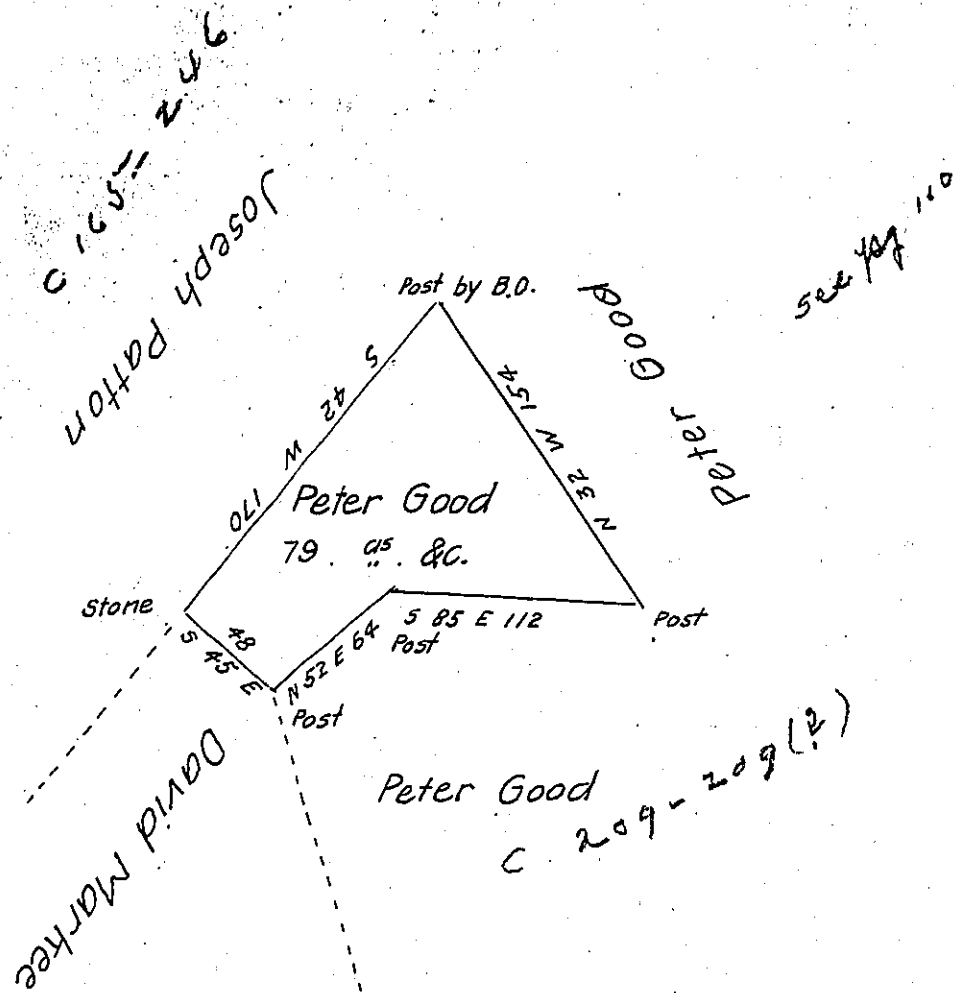 C 165 = 246
Joseph Patton
see pg 110
Post by B.O.
Peter Good
S 42 W 170
N 32 W 154
Peter Good
79. as. &c.
Stone
S 45 E 48
N 52 E 64
Post
S 85 E 112
Post
Post
David Markee
Peter Good
C 209 - 209 (?)